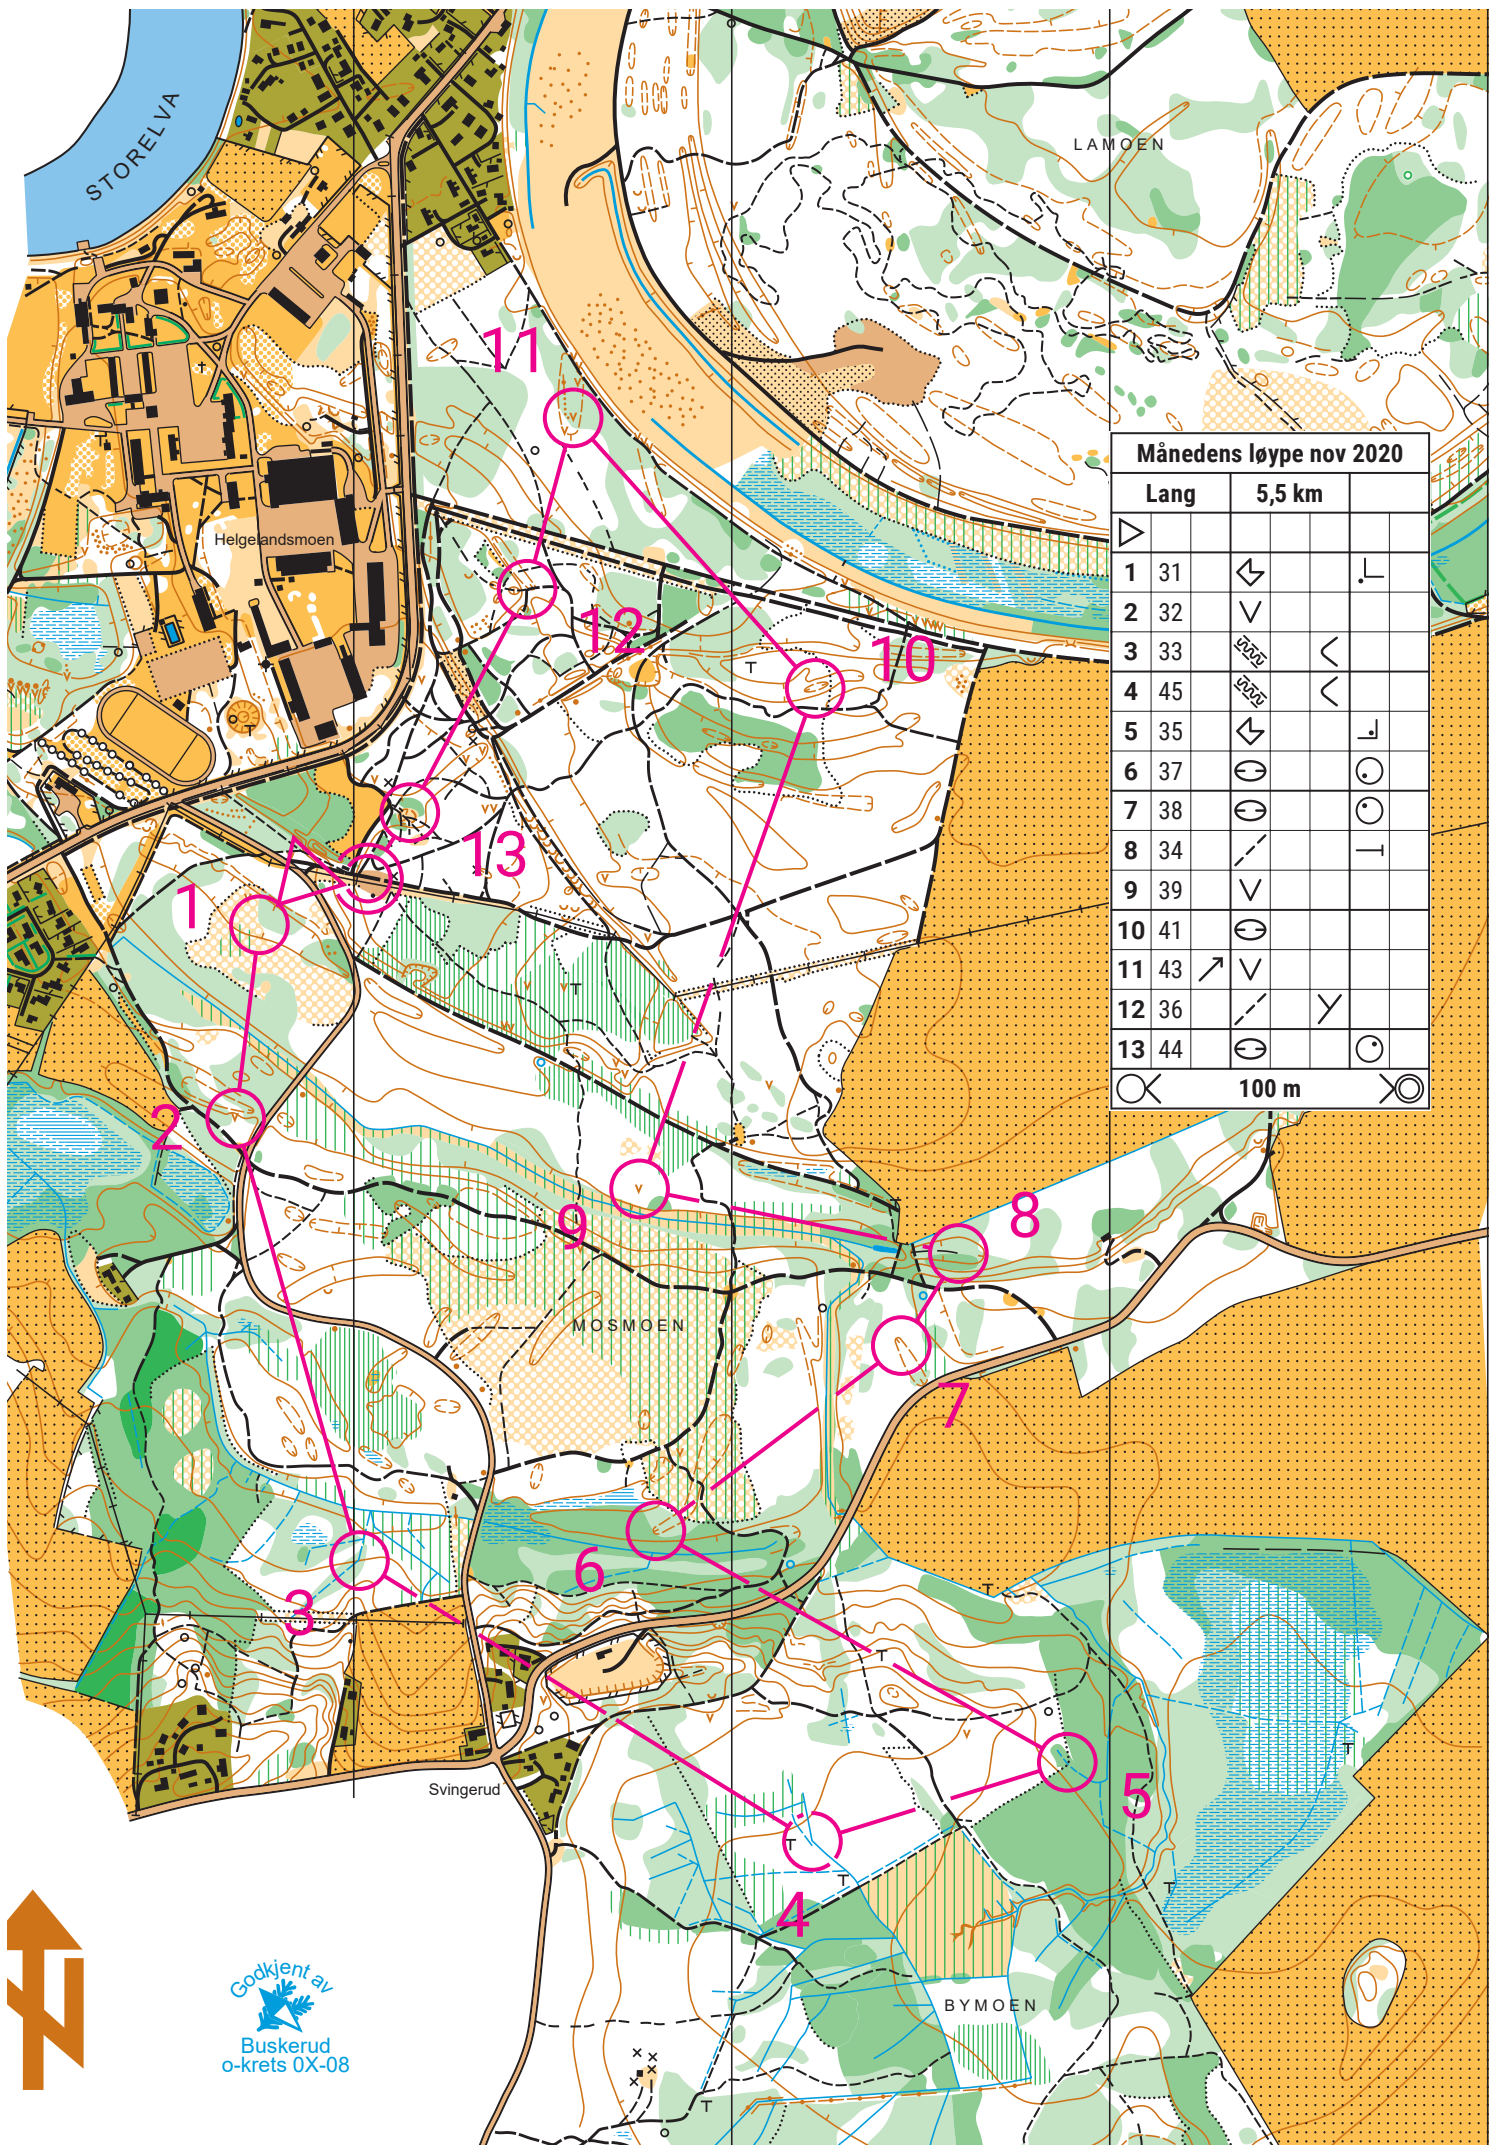 STORELVA
LAMOEN
11
Månedens løype nov 2020
Lang 5,5 km
1 31
2 32
3 33
4 45
5 35
6 37
7 38
8 34
9 39
10 41
11 43
12 36
13 44
100 m
Helgelandsmoen
12
10
13
1
2
8
9
MOSMOEN
7
6
3
5
Svingerud
4
BYMOEN
Godkjent av
Buskerud
o-krets 0X-08
N